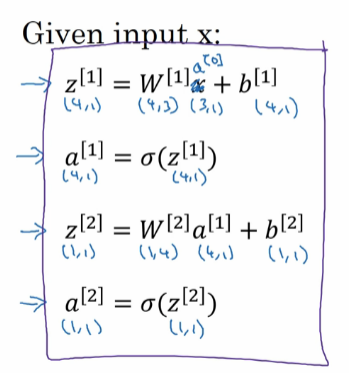 Given input x:
a[0]
→ z[1] = W[1]x + b[1]
(4,1) (4,3) (3,1) (4,1)
→ a[1] = σ(z[1])
(4,1) (4,1)
→ z[2] = W[2]a[1] + b[2]
(1,1) (1,4) (4,1) (1,1)
→ a[2] = σ(z[2])
(1,1) (1,1)